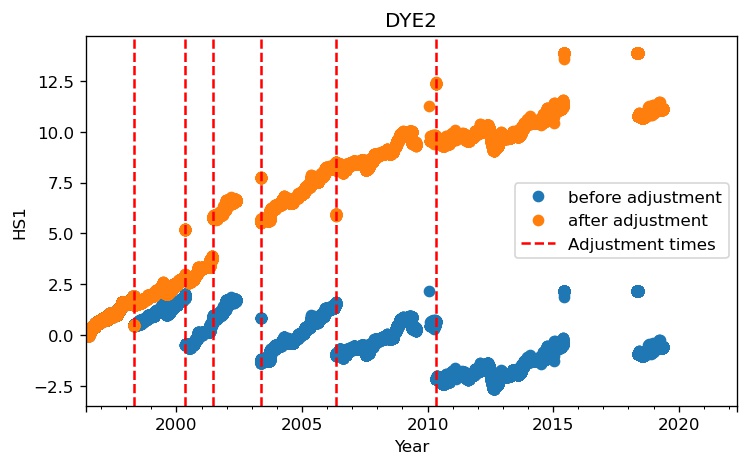 DYE2
12.5
10.0
7.5
5.0
2.5
0.0
−2.5
HS1
before adjustment
after adjustment
Adjustment times
2000 2005 2010 2015 2020
Year